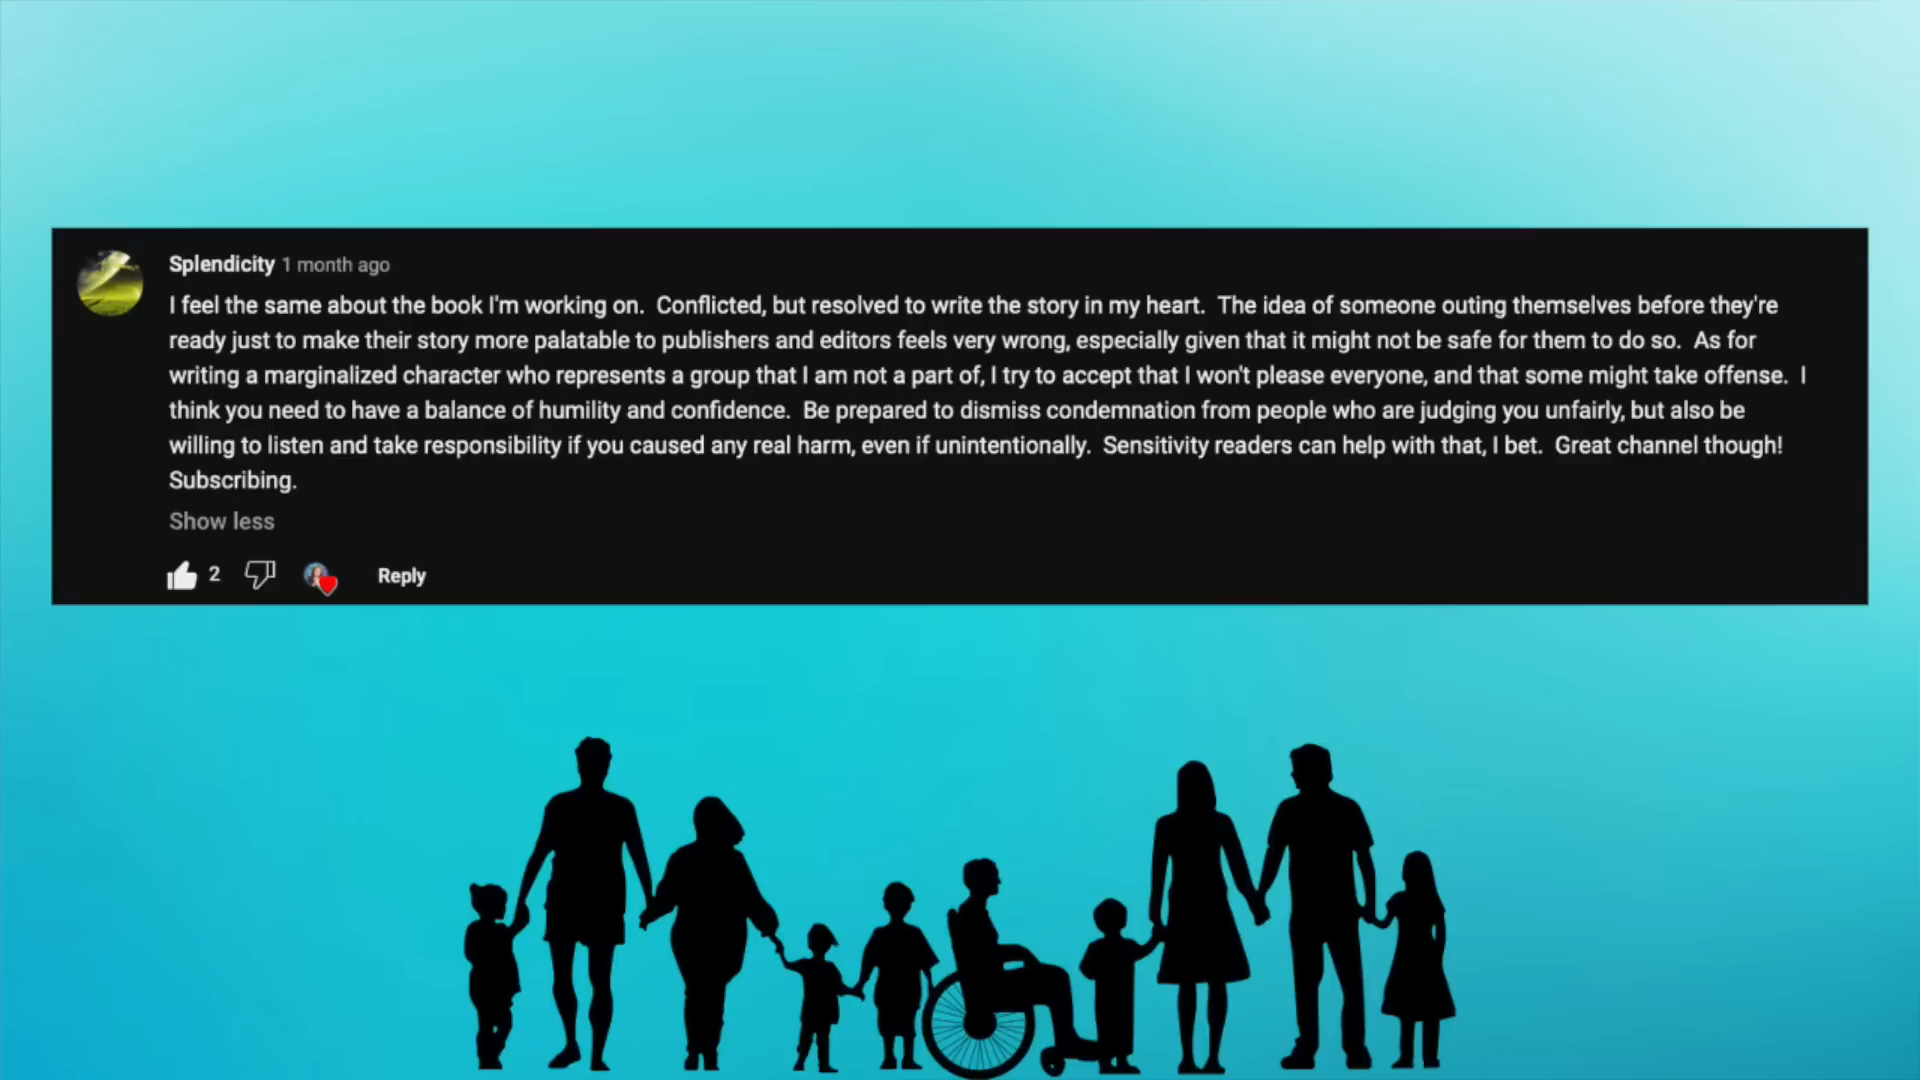 Splendicity 1 month ago
I feel the same about the book I'm working on.  Conflicted, but resolved to write the story in my heart.  The idea of someone outing themselves before they're
ready just to make their story more palatable to publishers and editors feels very wrong, especially given that it might not be safe for them to do so.  As for
writing a marginalized character who represents a group that I am not a part of, I try to accept that I won't please everyone, and that some might take offense.  I
think you need to have a balance of humility and confidence.  Be prepared to dismiss condemnation from people who are judging you unfairly, but also be
willing to listen and take responsibility if you caused any real harm, even if unintentionally.  Sensitivity readers can help with that, I bet.  Great channel though!
Subscribing.
Show less
2 Reply